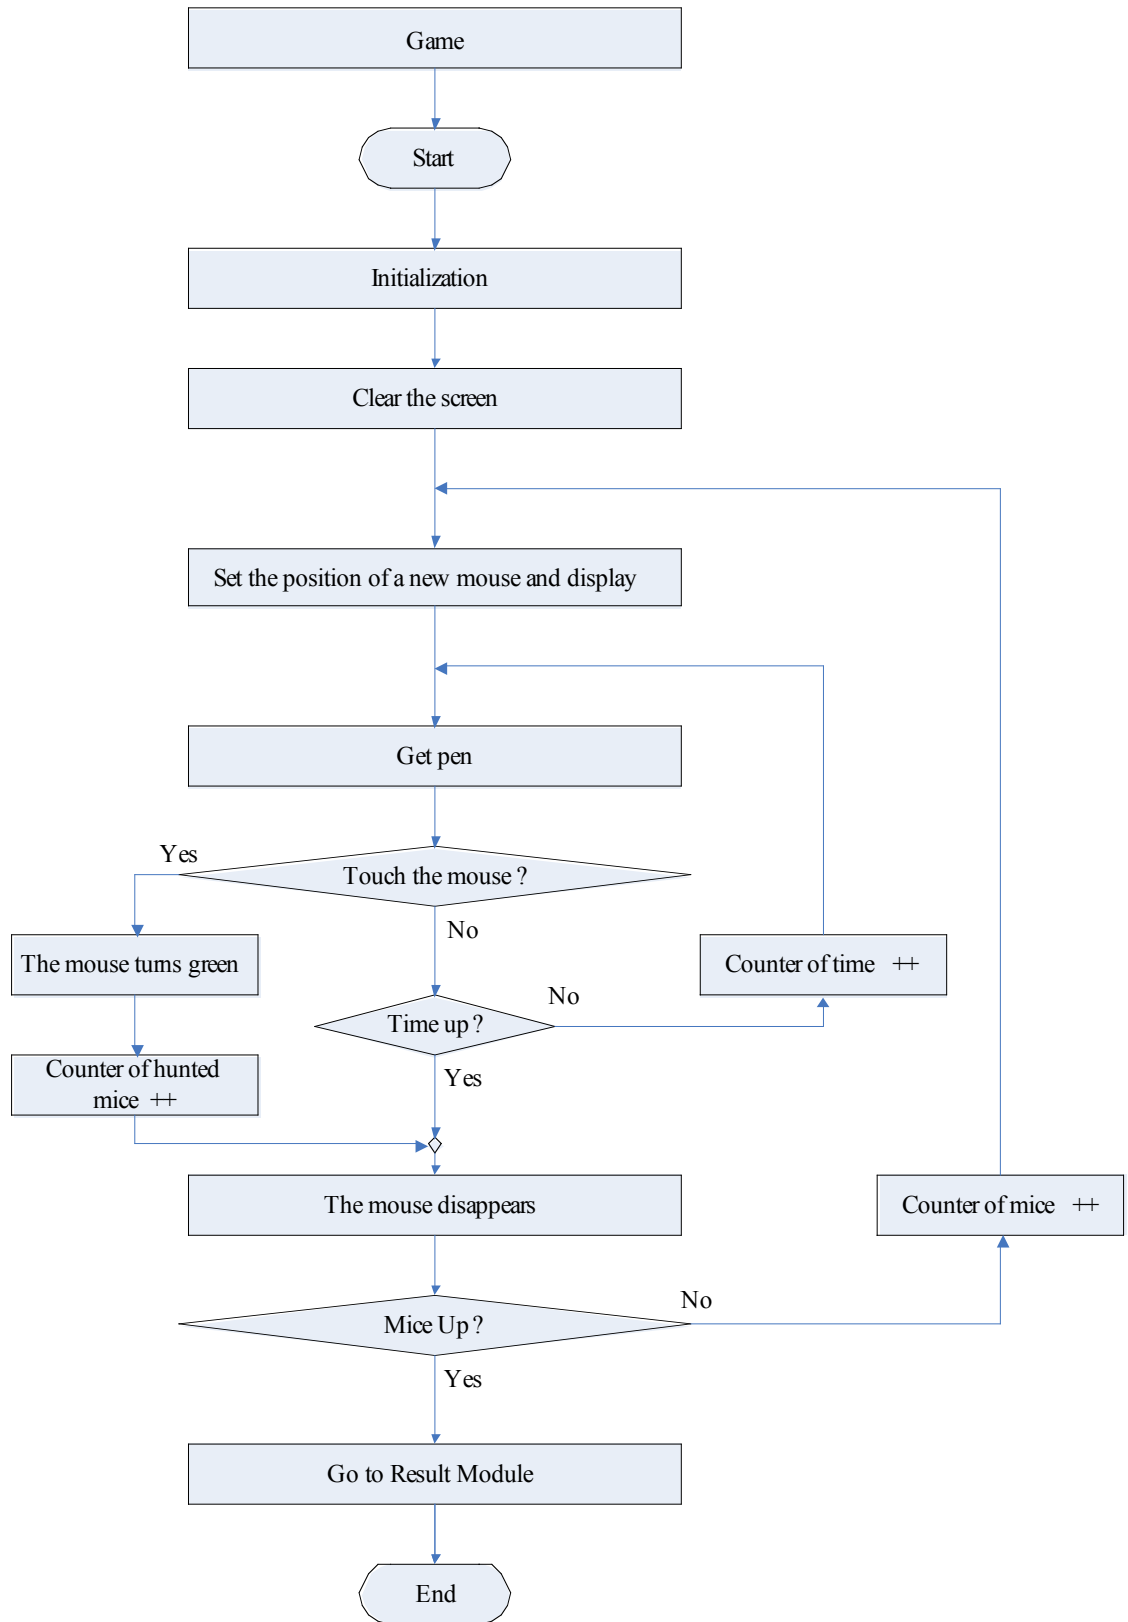 Game
Start
Initialization
Clear the screen
Set the position of a new mouse and display
Get pen
Yes
Touch the mouse ?
No
The mouse turns green
Counter of time ++
No
Time up ?
Counter of hunted
mice ++
Yes
The mouse disappears
Counter of mice ++
No
Mice Up ?
Yes
Go to Result Module
End